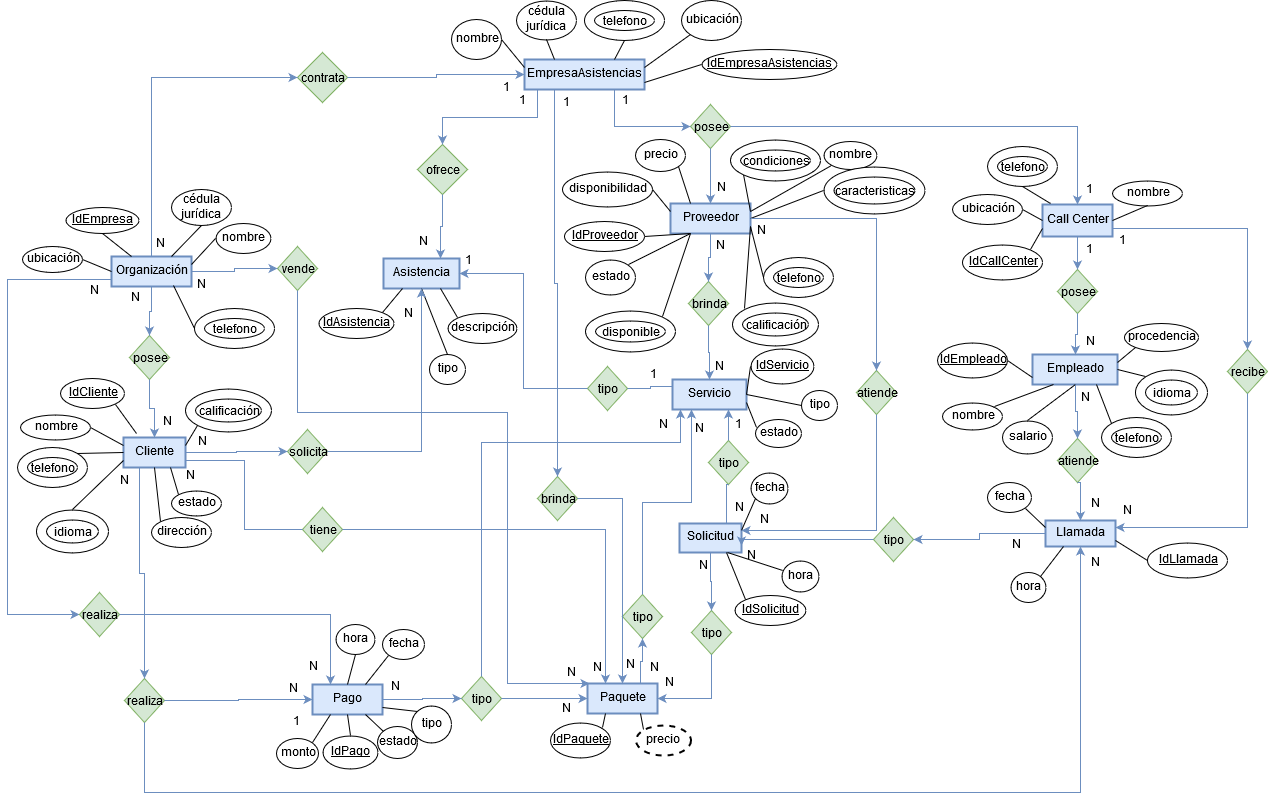 cédula
jurídica
telefono
ubicación
nombre
IdEmpresaAsistencias
EmpresaAsistencias
contrata
1
1
1
1
posee
ofrece
precio
condiciones
nombre
disponibilidad
caracteristicas
telefono
nombre
ubicación
1
N
Proveedor
Call Center
IdEmpresa
cédula
jurídica
nombre
N
N
IdProveedor
N
N
1
1
ubicación
Organización
vende
Asistencia
1
estado
telefono
IdCallCenter
N
N
N
posee
brinda
IdAsistencia
N
descripción
disponible
calificación
telefono
posee
tipo
N
N
procedencia
IdServicio
IdEmpleado
Empleado
recibe
1
tipo
Servicio
atiende
idioma
IdCliente
calificación
tipo
N
nombre
N
N
1
estado
nombre
salario
telefono
N
N
Cliente
solicita
telefono
tipo
atiende
N
N
estado
fecha
brinda
fecha
N
N
N
idioma
dirección
tiene
N
N
Solicitud
tipo
N
Llamada
N
N
N
IdLlamada
hora
hora
realiza
tipo
IdSolicitud
hora
fecha
tipo
N
N
N
N
N
N
N
N
realiza
Pago
tipo
Paquete
1
N
monto
IdPago
estado
tipo
IdPaquete
precio